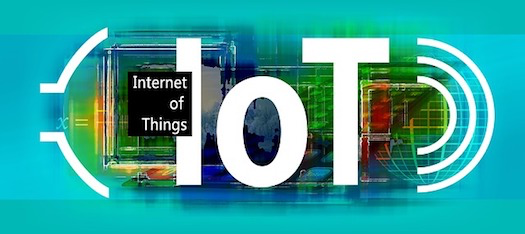 IoT
Internet
of
Things
x =